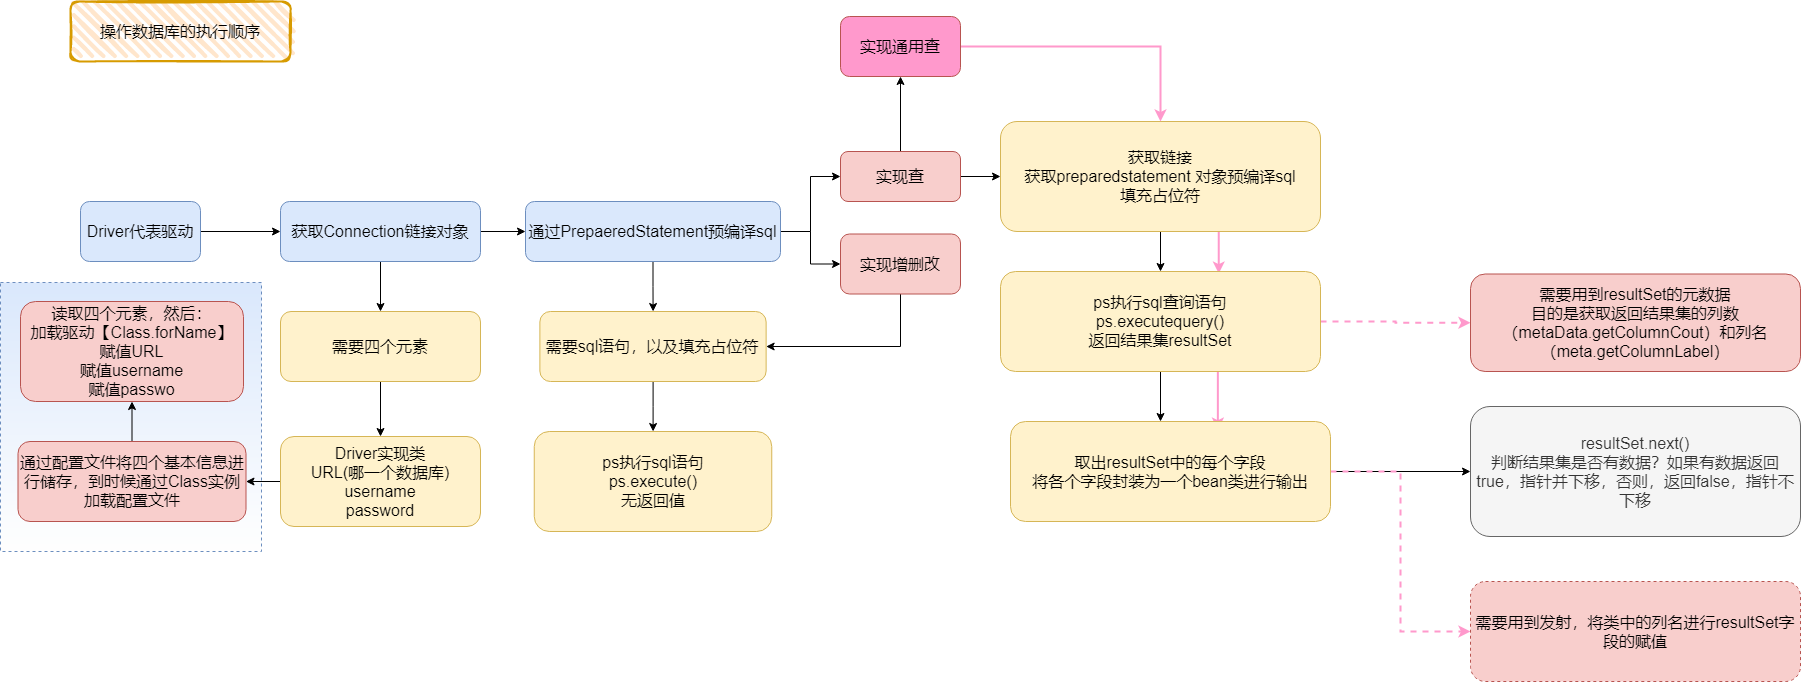 操作数据库的执行顺序
实现通用查
获取链接
获取preparedstatement 对象预编译sql
填充占位符
实现查
Driver代表驱动
获取Connection链接对象
通过PrepaeredStatement预编译sql
实现增删改
读取四个元素，然后：
加载驱动【Class.forName】
赋值URL
赋值username
赋值passwo
需要四个元素
需要sql语句，以及填充占位符
ps执行sql查询语句
ps.executequery()
返回结果集resultSet
需要用到resultSet的元数据
目的是获取返回结果集的列数
（metaData.getColumnCout）和列名
（meta.getColumnLabel）
通过配置文件将四个基本信息进
行储存，到时候通过Class实例
加载配置文件
Driver实现类
URL(哪一个数据库)
username
password
ps执行sql语句
ps.execute()
无返回值
取出resultSet中的每个字段
将各个字段封装为一个bean类进行输出
resultSet.next()
判断结果集是否有数据？如果有数据返回
true，指针并下移，否则，返回false，指针不
下移
需要用到发射，将类中的列名进行resultSet字
段的赋值